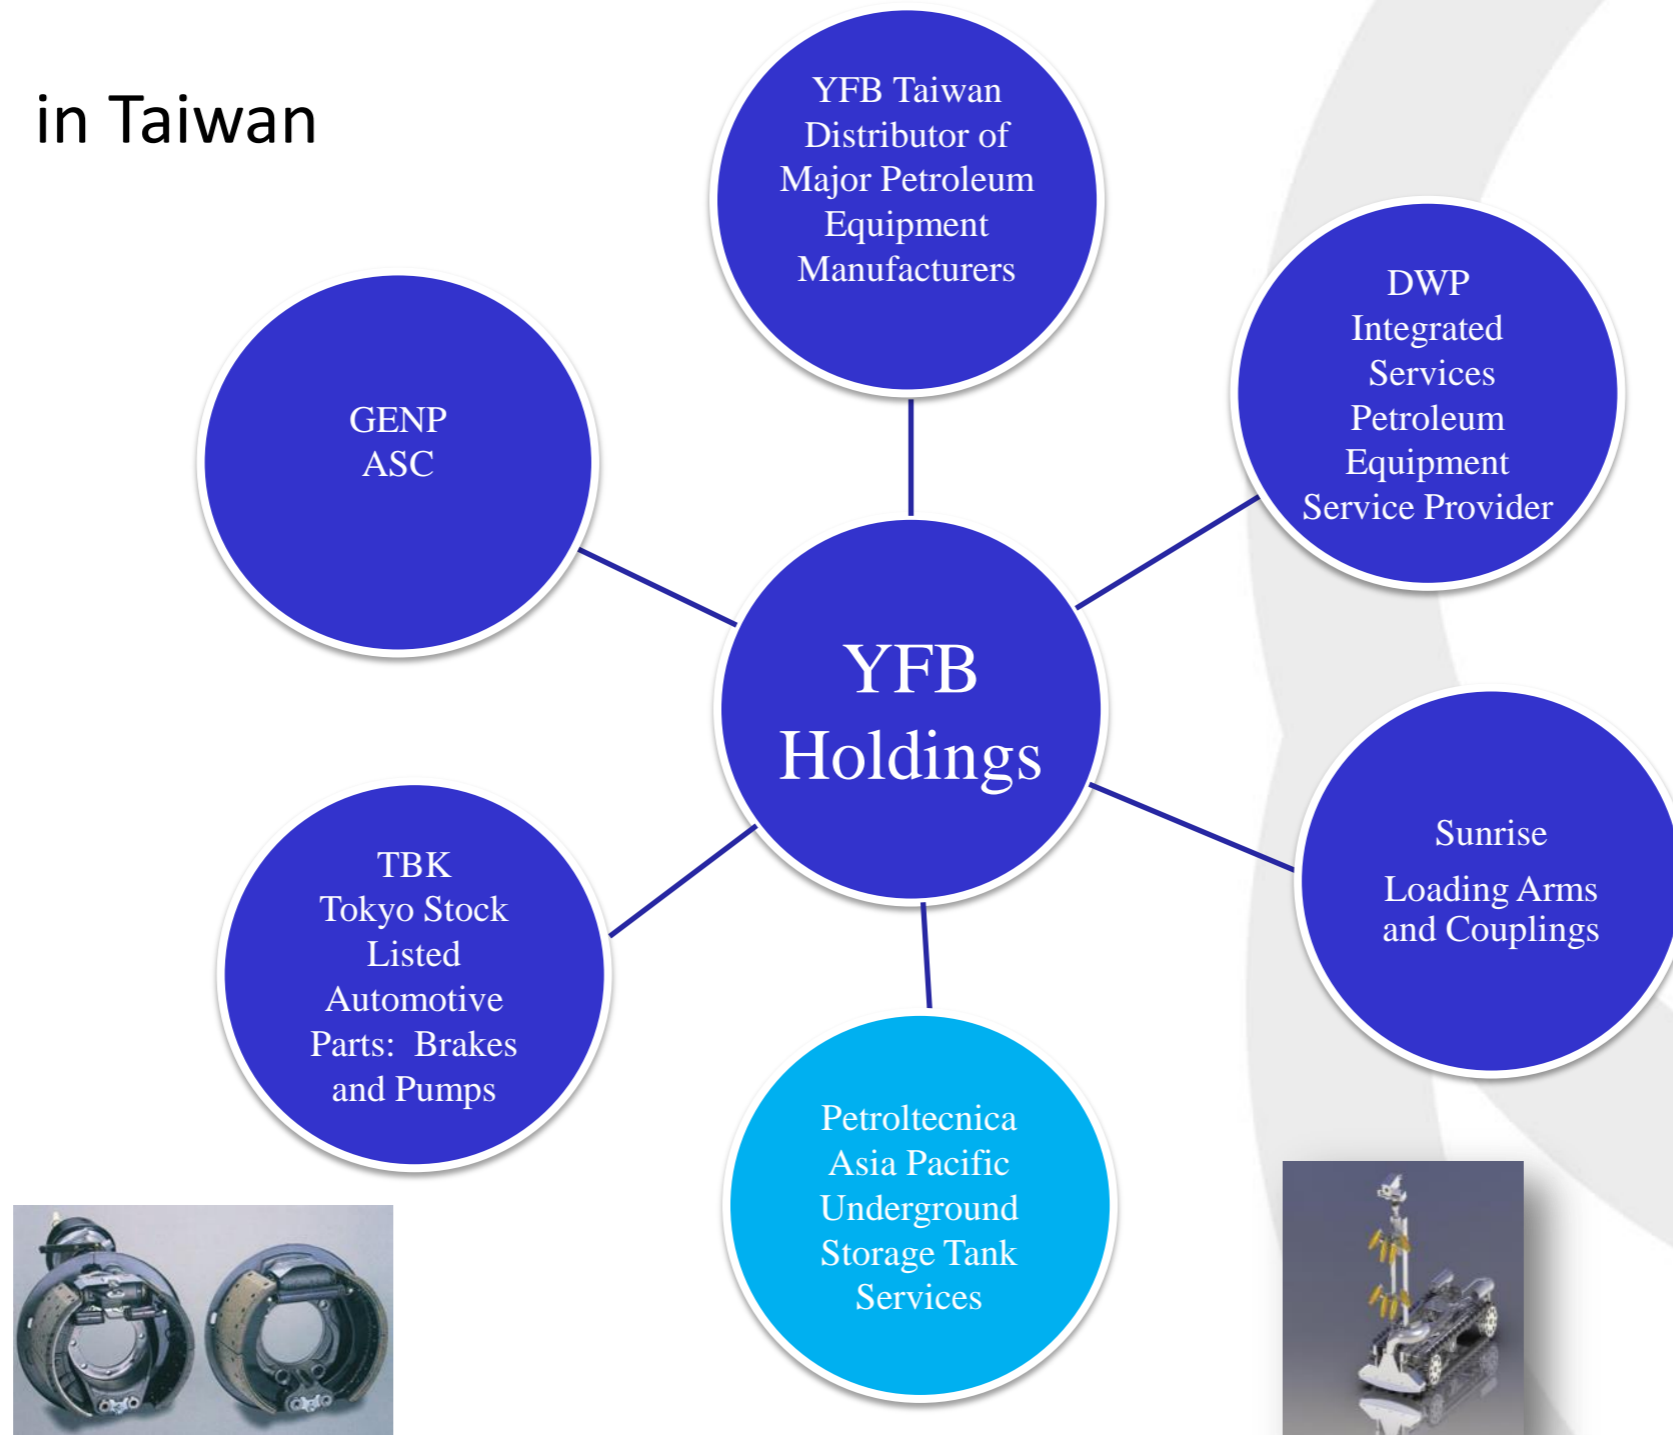 in Taiwan
YFB Taiwan
Distributor of
Major Petroleum
Equipment
Manufacturers
DWP
Integrated
Services
Petroleum
Equipment
Service Provider
GENP
ASC
YFB
Holdings
Sunrise
Loading Arms
and Couplings
TBK
Tokyo Stock
Listed
Automotive
Parts: Brakes
and Pumps
Petroltecnica
Asia Pacific
Underground
Storage Tank
Services